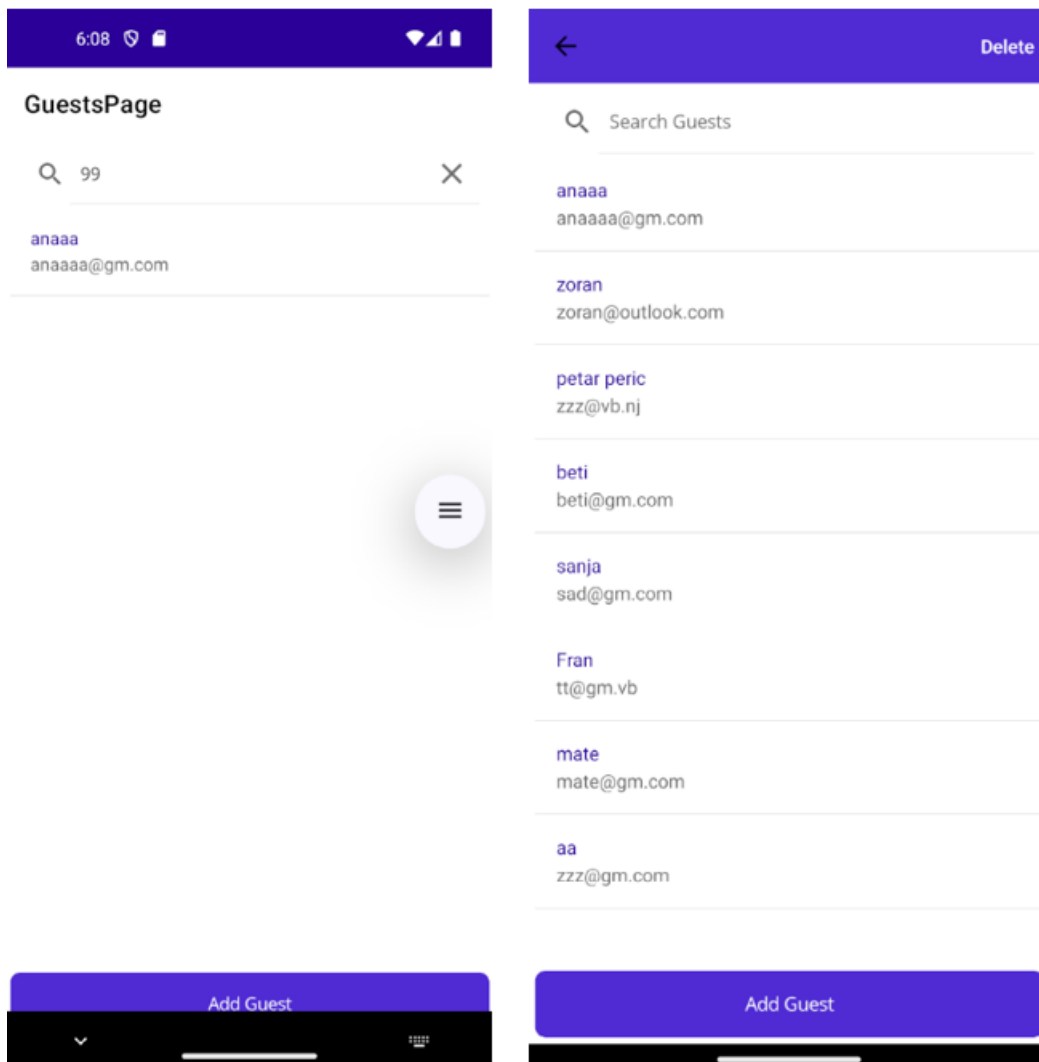 6:08
GuestsPage
99
anaaa
anaaaa@gm.com
Add Guest
Delete
Search Guests
anaaa
anaaaa@gm.com
zoran
zoran@outlook.com
petar peric
zzz@vb.nj
beti
beti@gm.com
sanja
sad@gm.com
Fran
tt@gm.vb
mate
mate@gm.com
aa
zzz@gm.com
Add Guest